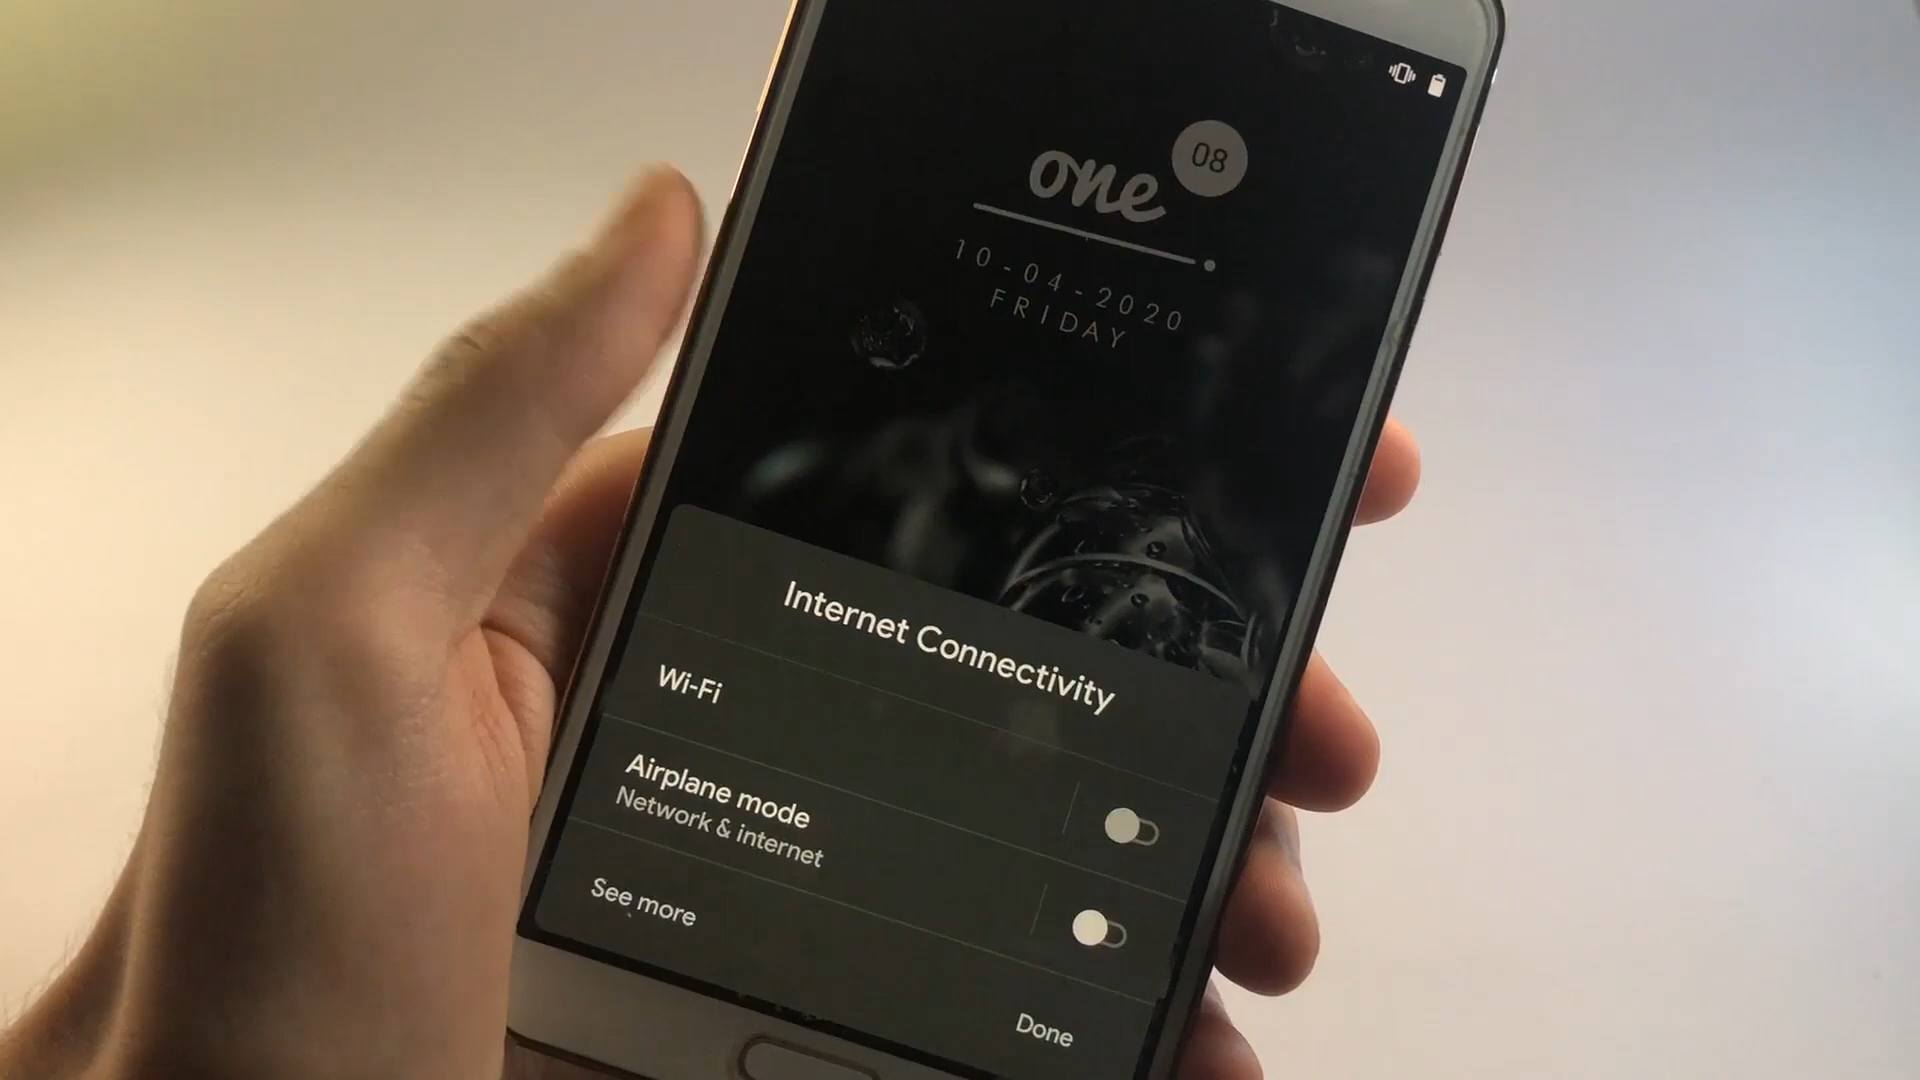 one 08
10-04-2020
FRIDAY
Internet Connectivity
Wi-Fi
Airplane mode
Network & internet
See more
Done